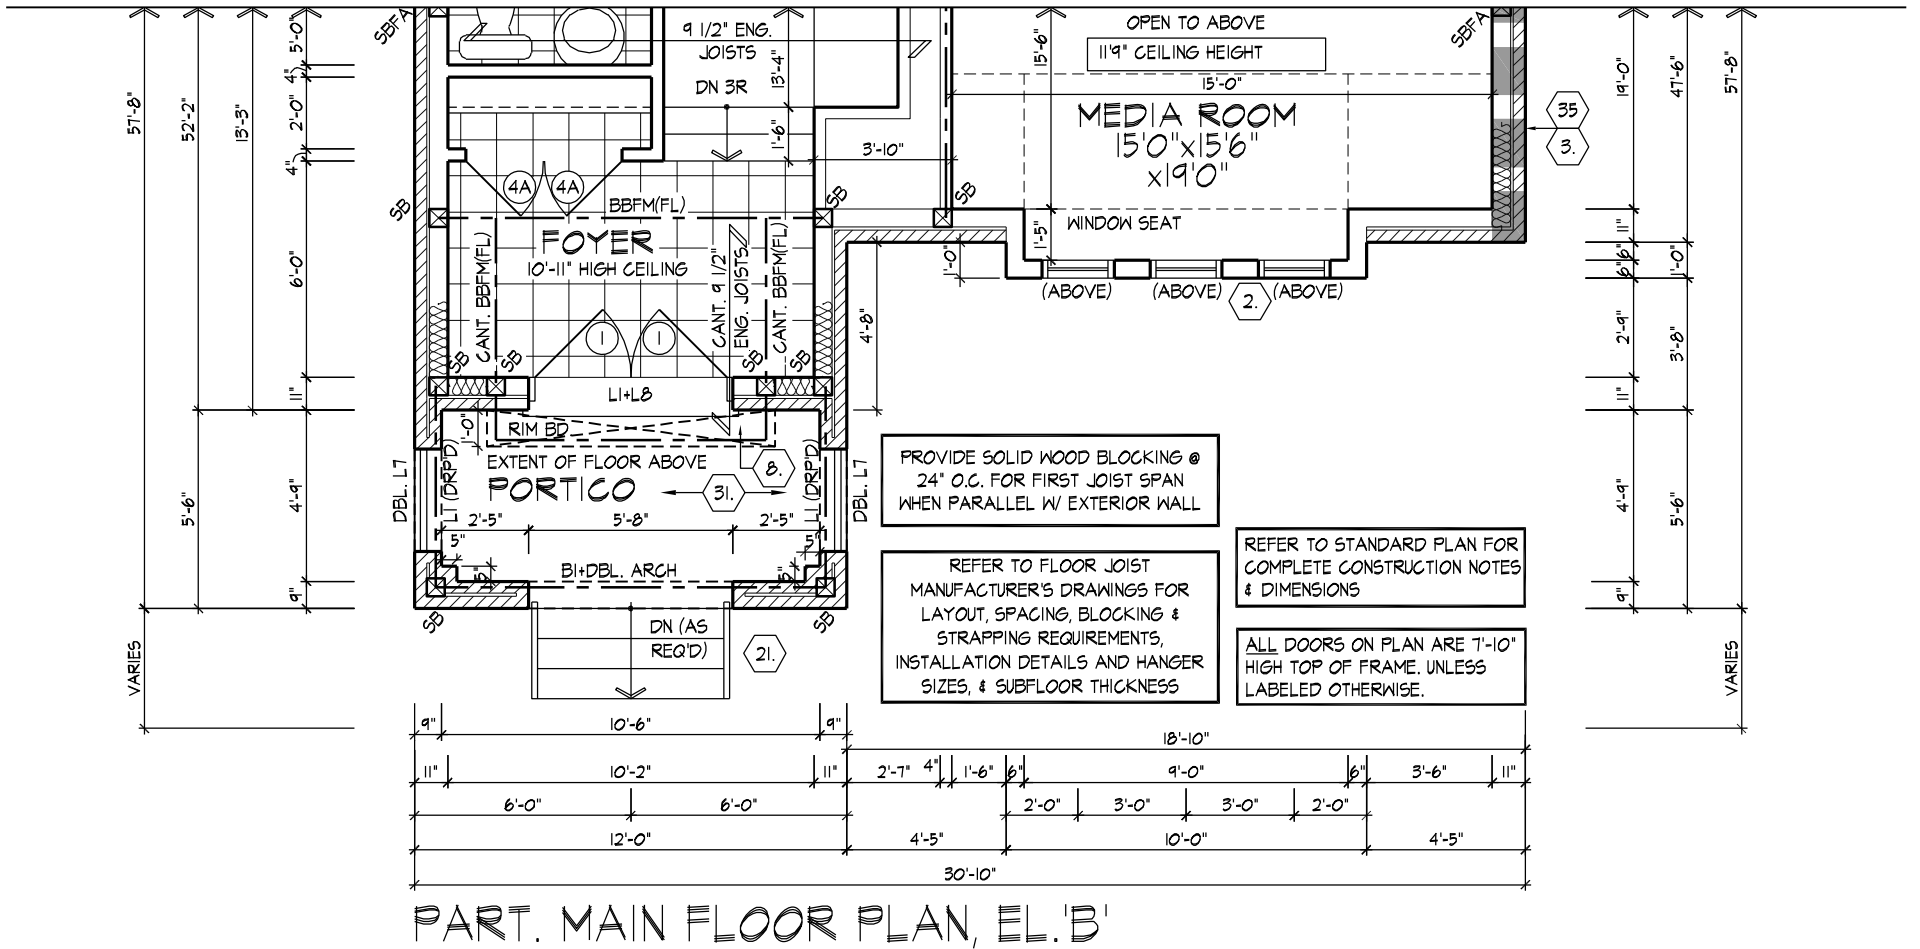 SBFA
9 1/2" ENG.
JOISTS
DN 3R
13'-4"
1'-6"
3'-10"
15'-6"
OPEN TO ABOVE
11'9" CEILING HEIGHT
15'-0"
MEDIA ROOM
15'0"x15'6"
x19'0"
SBFA
35
3.
57'-8"
52'-2"
13'-3"
5'-0"
4"
2'-0"
4"
6'-0"
11"
4'-9"
9"
5'-6"
VARIES
4A
4A
SB
BBFM(FL)
SB
SB
FOYER
10'-11" HIGH CEILING
CANT. BBFM(FL)
CANT. 9 1/2"
ENG. JOISTS
CANT. BBFM(FL)
1
1
SB
SB
SB
SB
L1+L8
1'-5"
WINDOW SEAT
1'-0"
(ABOVE)
(ABOVE)
(ABOVE)
2.
4'-8"
RIM BD
1'-0"
EXTENT OF FLOOR ABOVE
8.
PORTICO
31.
DBL. L7
L1 (DRP'D)
L1 (DRP'D)
DBL. L7
2'-5"
5'-8"
2'-5"
5"
5"
5"
5"
B1+DBL. ARCH
SB
SB
DN (AS
REQ'D)
21.
PROVIDE SOLID WOOD BLOCKING @
24" O.C. FOR FIRST JOIST SPAN
WHEN PARALLEL W/ EXTERIOR WALL
REFER TO FLOOR JOIST
MANUFACTURER'S DRAWINGS FOR
LAYOUT, SPACING, BLOCKING &
STRAPPING REQUIREMENTS,
INSTALLATION DETAILS AND HANGER
SIZES, & SUBFLOOR THICKNESS
REFER TO STANDARD PLAN FOR
COMPLETE CONSTRUCTION NOTES
& DIMENSIONS
ALL DOORS ON PLAN ARE 7'-10"
HIGH TOP OF FRAME. UNLESS
LABELED OTHERWISE.
19'-0"
47'-6"
57'-8"
11"
6"
6"
1'-0"
2'-9"
3'-8"
11"
4'-9"
5'-6"
9"
VARIES
9"
10'-6"
9"
18'-10"
11"
10'-2"
11"
2'-7"
4"
1'-6"
6"
9'-0"
6"
3'-6"
11"
6'-0"
6'-0"
2'-0"
3'-0"
3'-0"
2'-0"
12'-0"
4'-5"
10'-0"
4'-5"
30'-10"
PART. MAIN FLOOR PLAN, EL.'B'